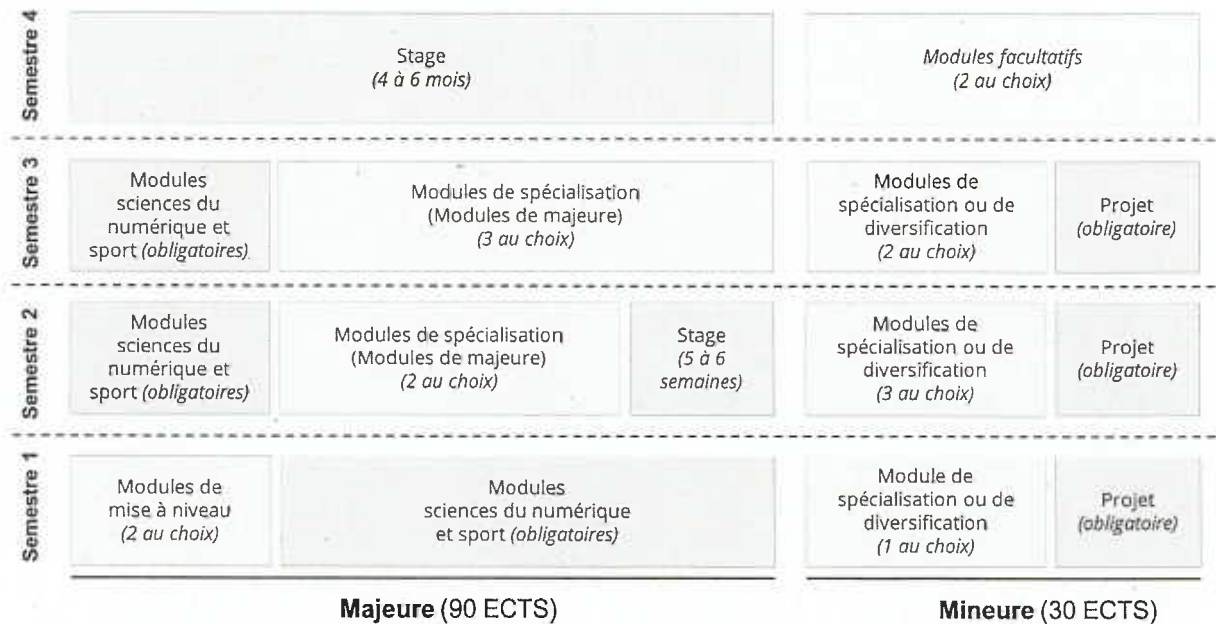 Semestre 4
Stage
(4 à 6 mois)
Modules facultatifs
(2 au choix)
Semestre 3
Modules
sciences du
numérique et
sport (obligatoires)
Modules de spécialisation
(Modules de majeure)
(3 au choix)
Modules de
spécialisation ou de
diversification
(2 au choix)
Projet
(obligatoire)
Semestre 2
Modules
sciences du
numérique et
sport (obligatoires)
Modules de spécialisation
(Modules de majeure)
(2 au choix)
Stage
(5 à 6
semaines)
Modules de
spécialisation ou de
diversification
(3 au choix)
Projet
(obligatoire)
Semestre 1
Modules de
mise à niveau
(2 au choix)
Modules
sciences du numérique
et sport (obligatoires)
Module de
spécialisation ou de
diversification
(1 au choix)
Projet
(obligatoire)
Majeure (90 ECTS)
Mineure (30 ECTS)